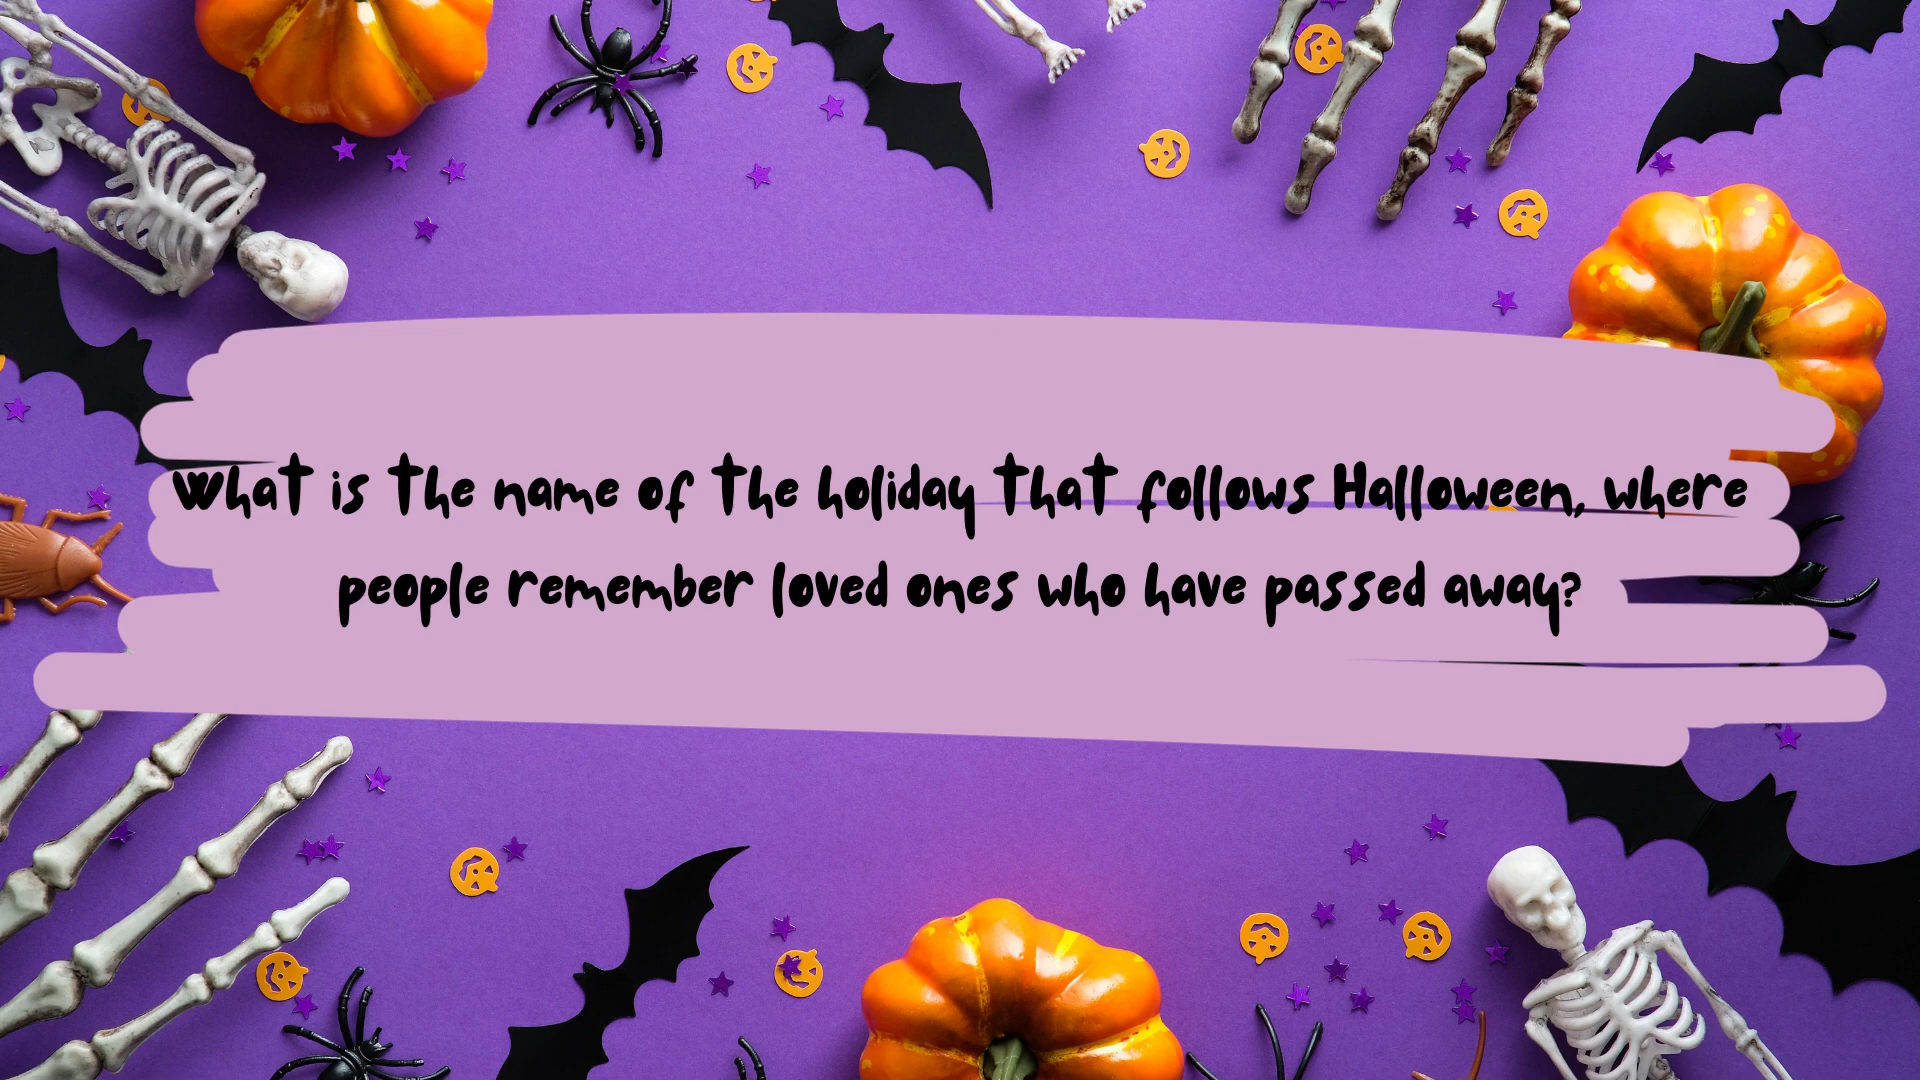 What is the name of the holiday that follows Halloween, where
people remember loved ones who have passed away?